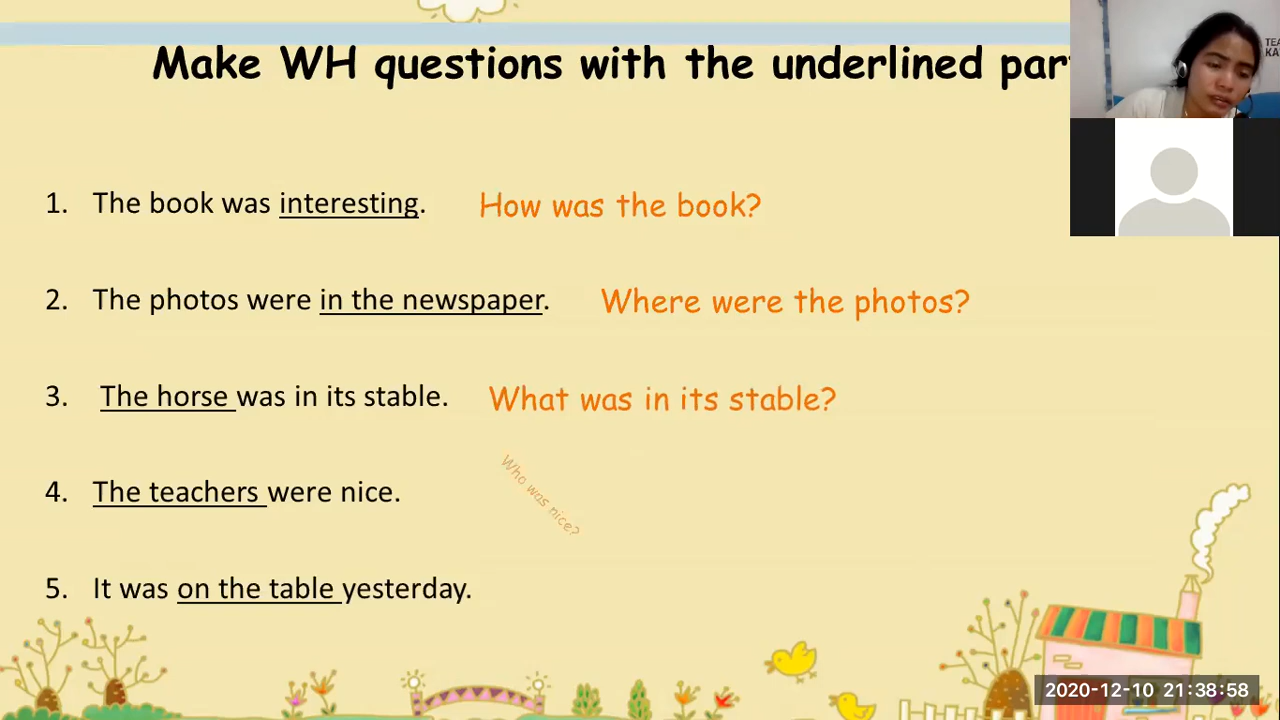 Make WH questions with the underlined par
1. The book was interesting. How was the book?
2. The photos were in the newspaper. Where were the photos?
3. The horse was in its stable. What was in its stable?
4. The teachers were nice. Who was nice?
5. It was on the table yesterday.
2020-12-10 21:38:58